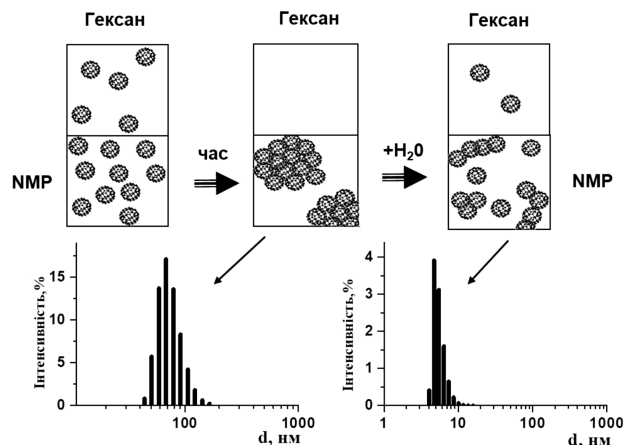 Гексан
Гексан
Гексан
NMP
час
+H₂0
NMP
Інтенсивність,%
15
10
5
0
100
1000
d, нм
Інтенсивність,%
4
3
2
1
0
1
10
100
1000
d, нм